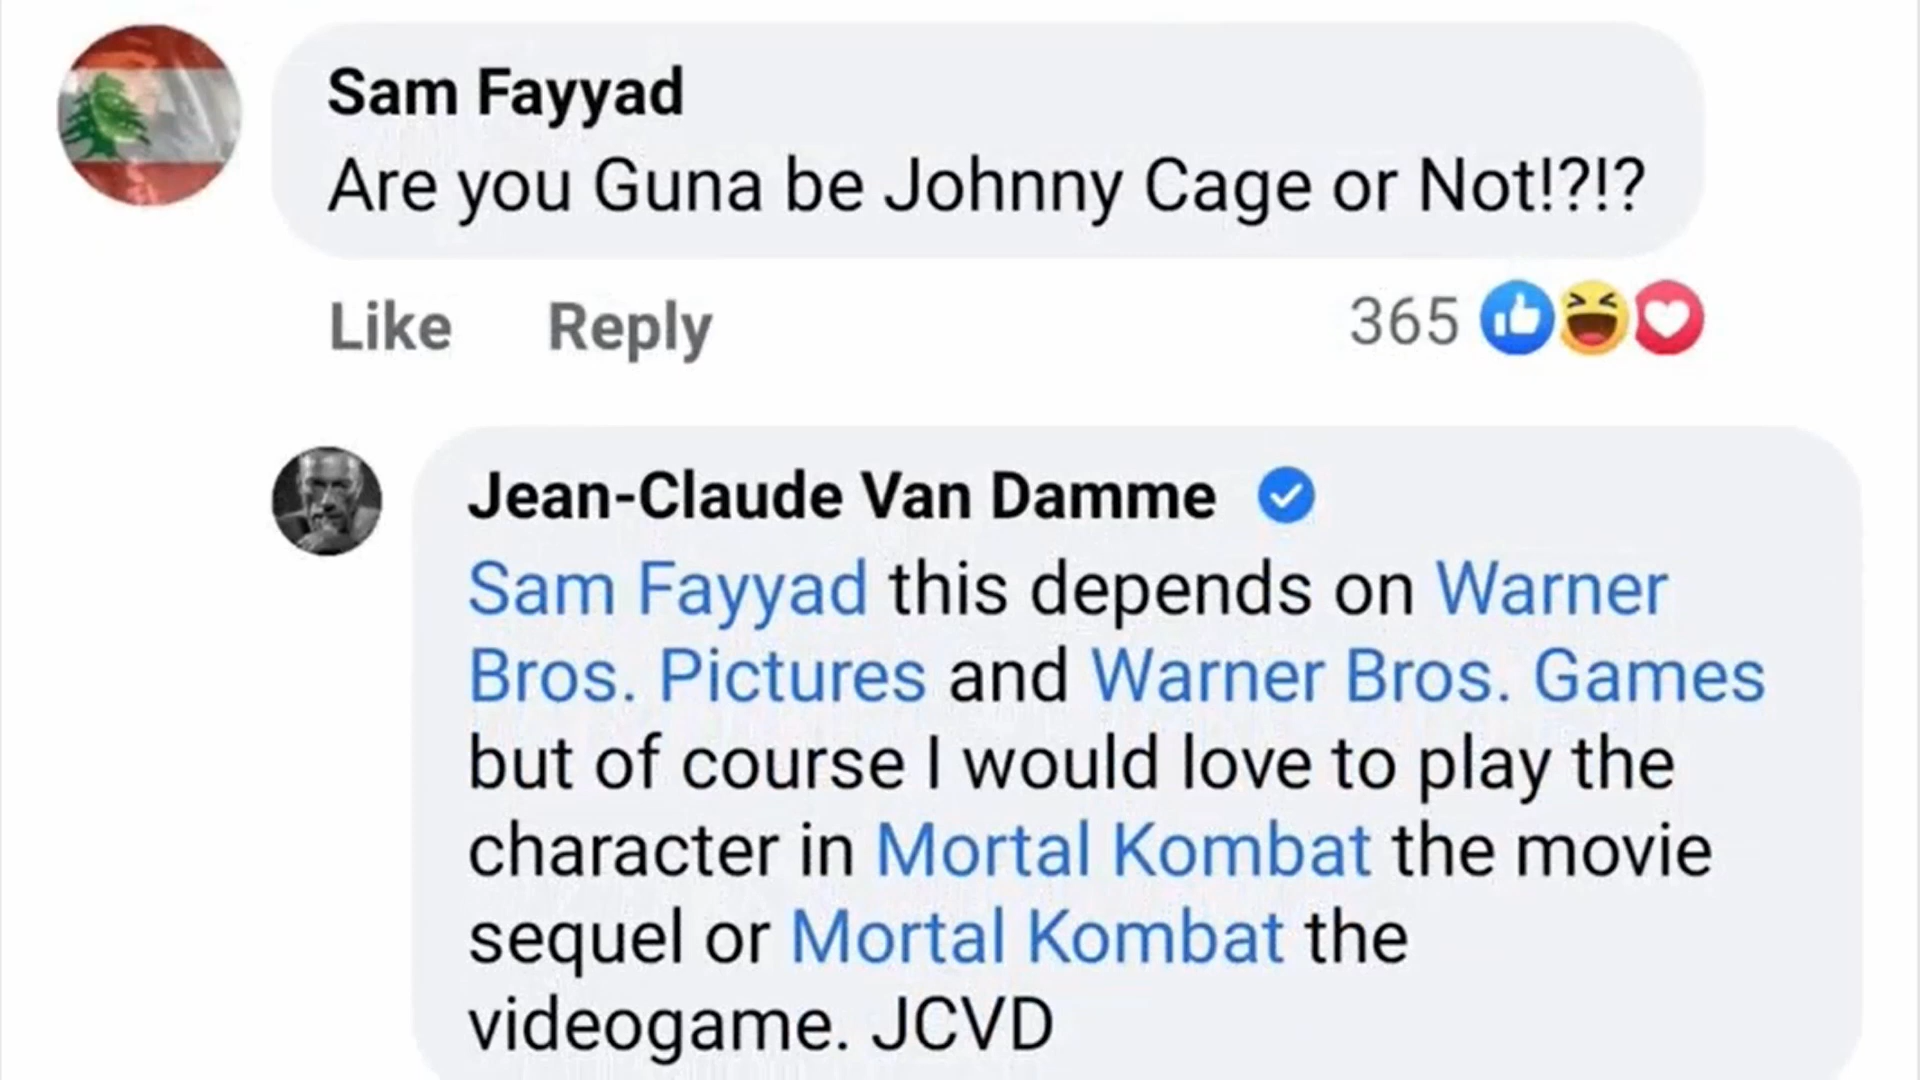 Sam Fayyad
Are you Guna be Johnny Cage or Not!?!?
Like Reply 365
Jean-Claude Van Damme
Sam Fayyad this depends on Warner
Bros. Pictures and Warner Bros. Games
but of course I would love to play the
character in Mortal Kombat the movie
sequel or Mortal Kombat the
videogame. JCVD